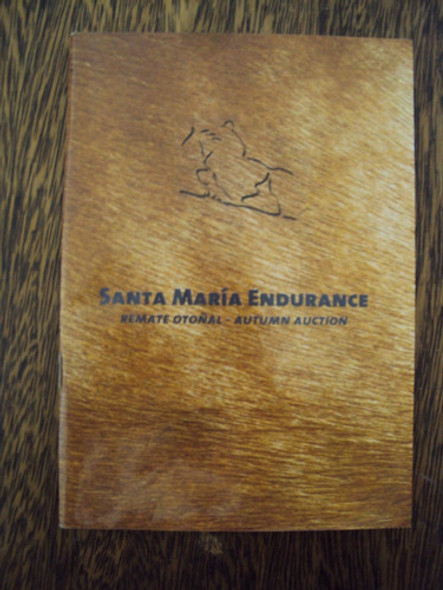 SANTA MARÍA ENDURANCE
REMATE OTOÑAL - AUTUMN AUCTION